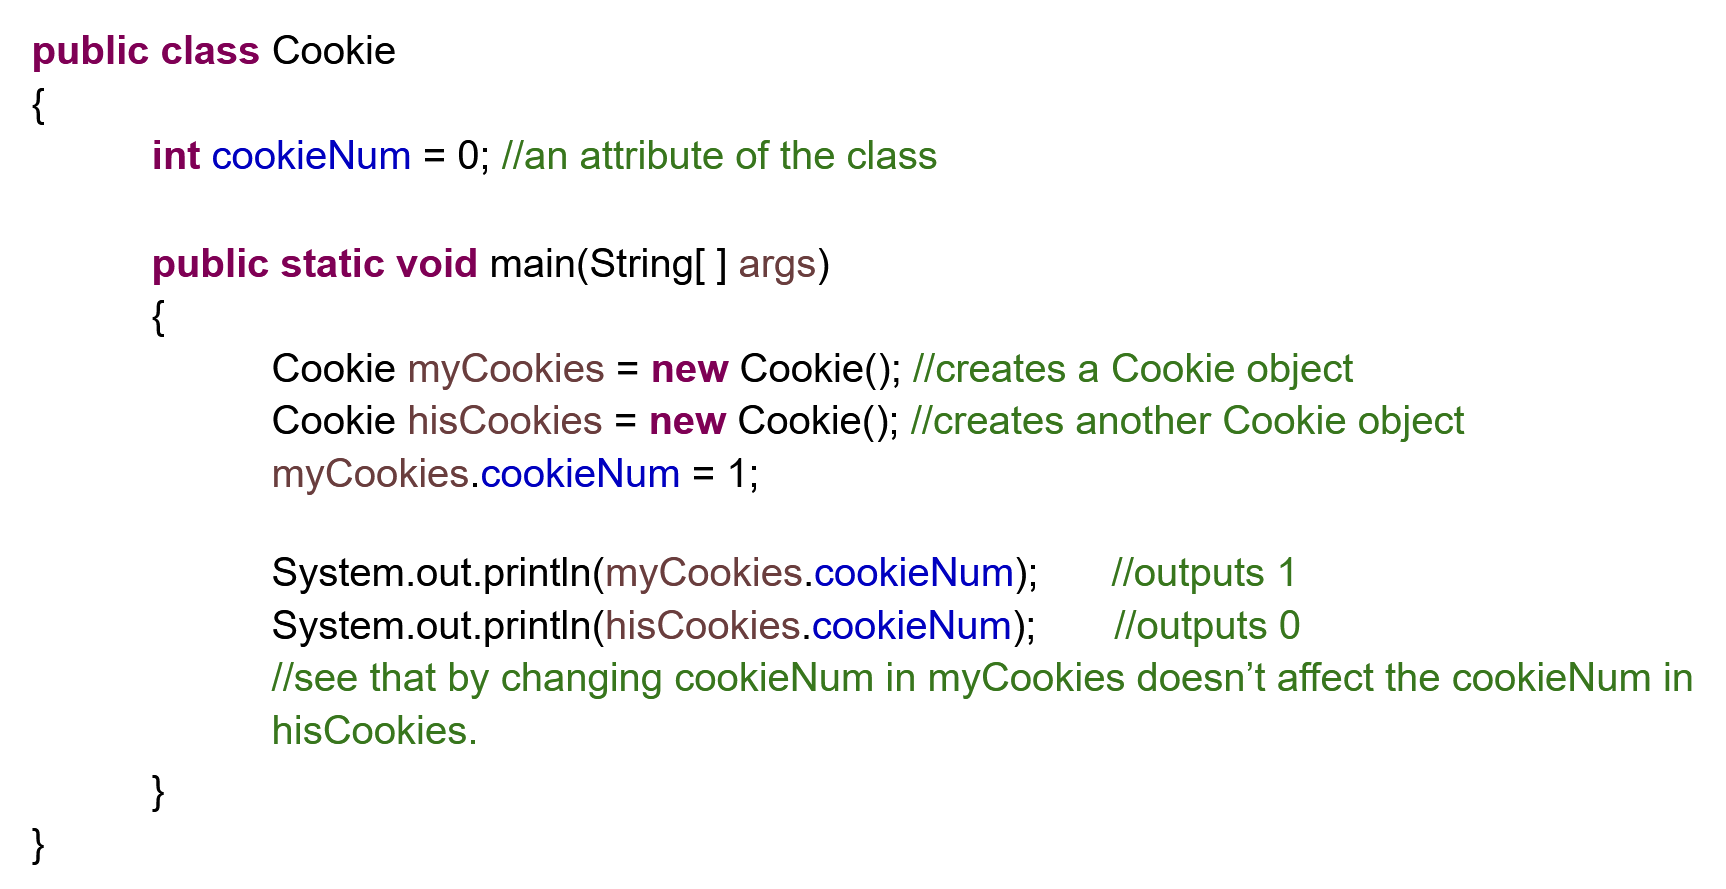 public class Cookie
{
int cookieNum = 0; //an attribute of the class
public static void main(String[ ] args)
{
Cookie myCookies = new Cookie(); //creates a Cookie object
Cookie hisCookies = new Cookie(); //creates another Cookie object
myCookies.cookieNum = 1;
System.out.println(myCookies.cookieNum); //outputs 1
System.out.println(hisCookies.cookieNum); //outputs 0
//see that by changing cookieNum in myCookies doesn’t affect the cookieNum in
hisCookies.
}
}